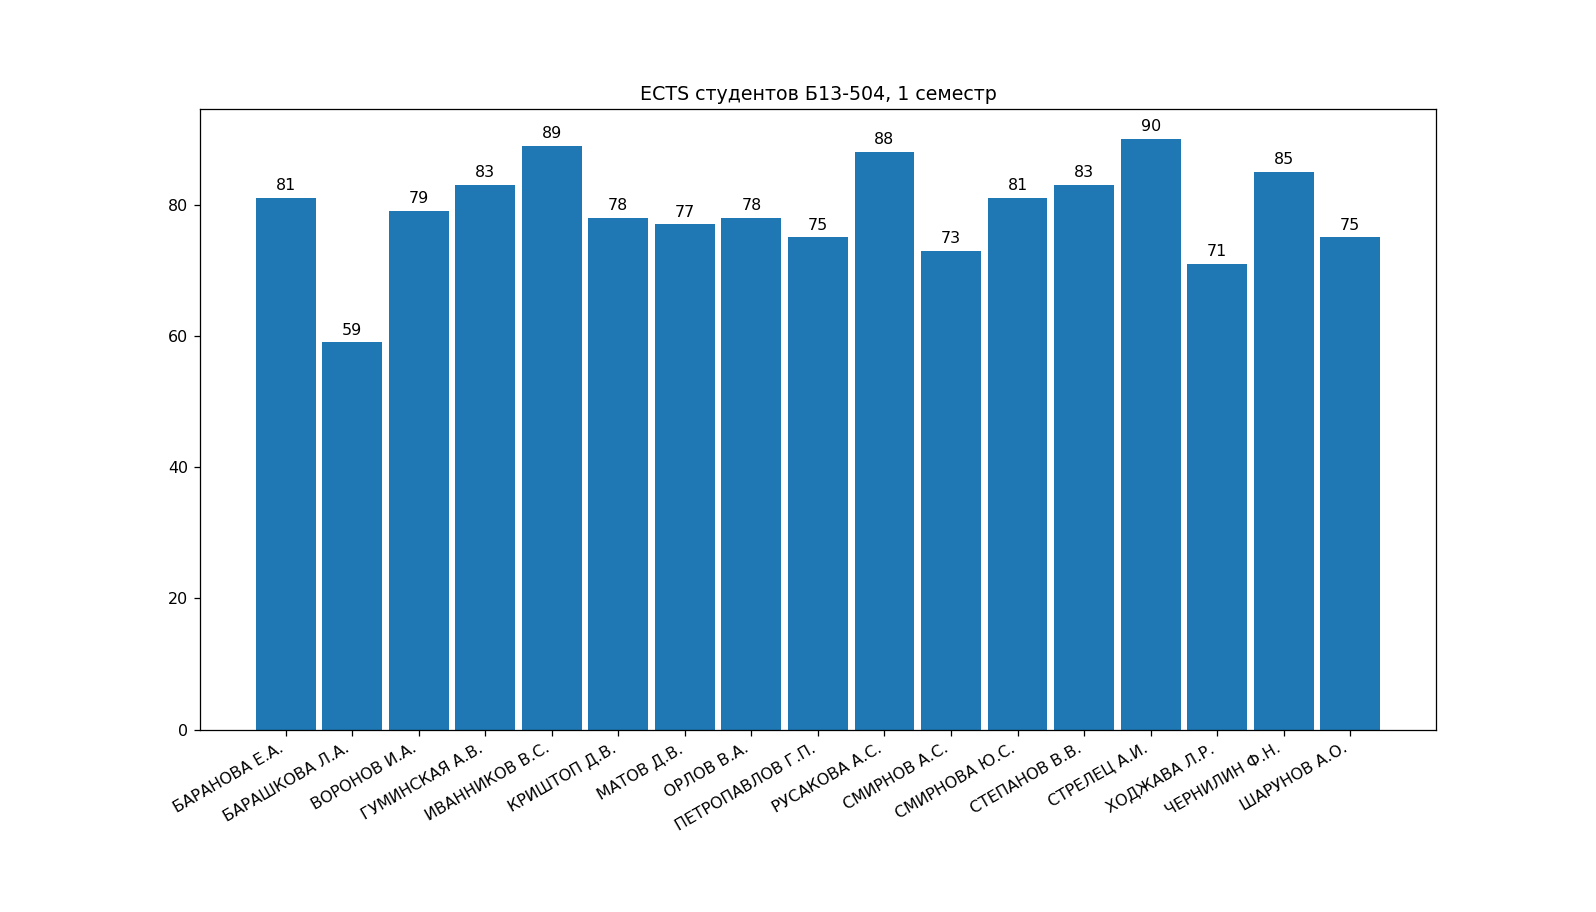 ECTS студентов Б13-504, 1 семестр
90
89
88
85
83
83
81
81
79
78
78
77
75
75
73
71
59
80
60
40
20
0
БАРАНОВА Е.А.
БАРАШКОВА Л.А.
ВОРОНОВ И.А.
ГУМИНСКАЯ А.В.
ИВАННИКОВ В.С.
КРИШТОП Д.В.
МАТОВ Д.В.
ОРЛОВ В.А.
ПЕТРОПАВЛОВ Г.П.
РУСАКОВА А.С.
СМИРНОВ А.С.
СМИРНОВА Ю.С.
СТЕПАНОВ В.В.
СТРЕЛЕЦ А.И.
ХОДЖАВА Л.Р.
ЧЕРНИЛИН Ф.Н.
ШАРУНОВ А.О.